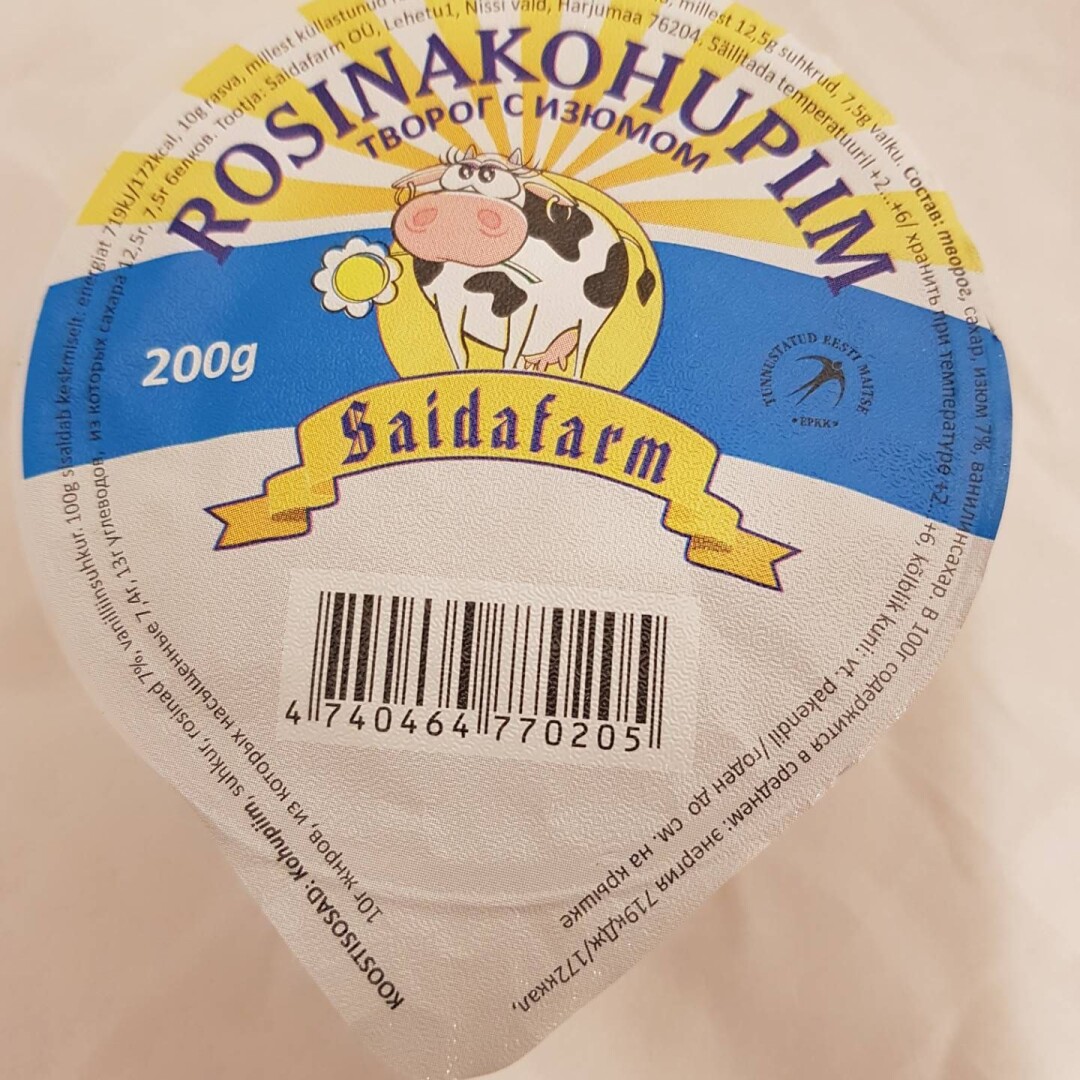 ROSINAKOHUPIIM
ТВОРОГ С ИЗЮМОМ
200g
Saidafarm
TUNNUSTATUD EESTI MAITSE
•EPKK•
4 740464 770205
KOOSTISOSAD: kohupiim, suhkur, rosinad 7%, vanilliinsuhkur. 100g s saldab keskmiselt: energiat 719kJ/172kcal, 10g rasva, millest küllastunud
millest 12,5g suhkrud, 7,5g valku. Состав: творог, сахар, изюм 7%, ванилинсахар. В 100г содержится в среднем: энергия 719кДж/172ккал,
10г жиров, из которых насыщенные 7,4г, 13г углеводов, из которых сахара 12,5г, 7,5г белков. Tootja: Saidafarm OÜ, Lehetu1, Nissi vald, Harjumaa 76204. Säilitada temperatuuril +2...+6/ хранить при температуре +2...+6. kõlblik kuni: vt. pakendil/годен до см. на крышке